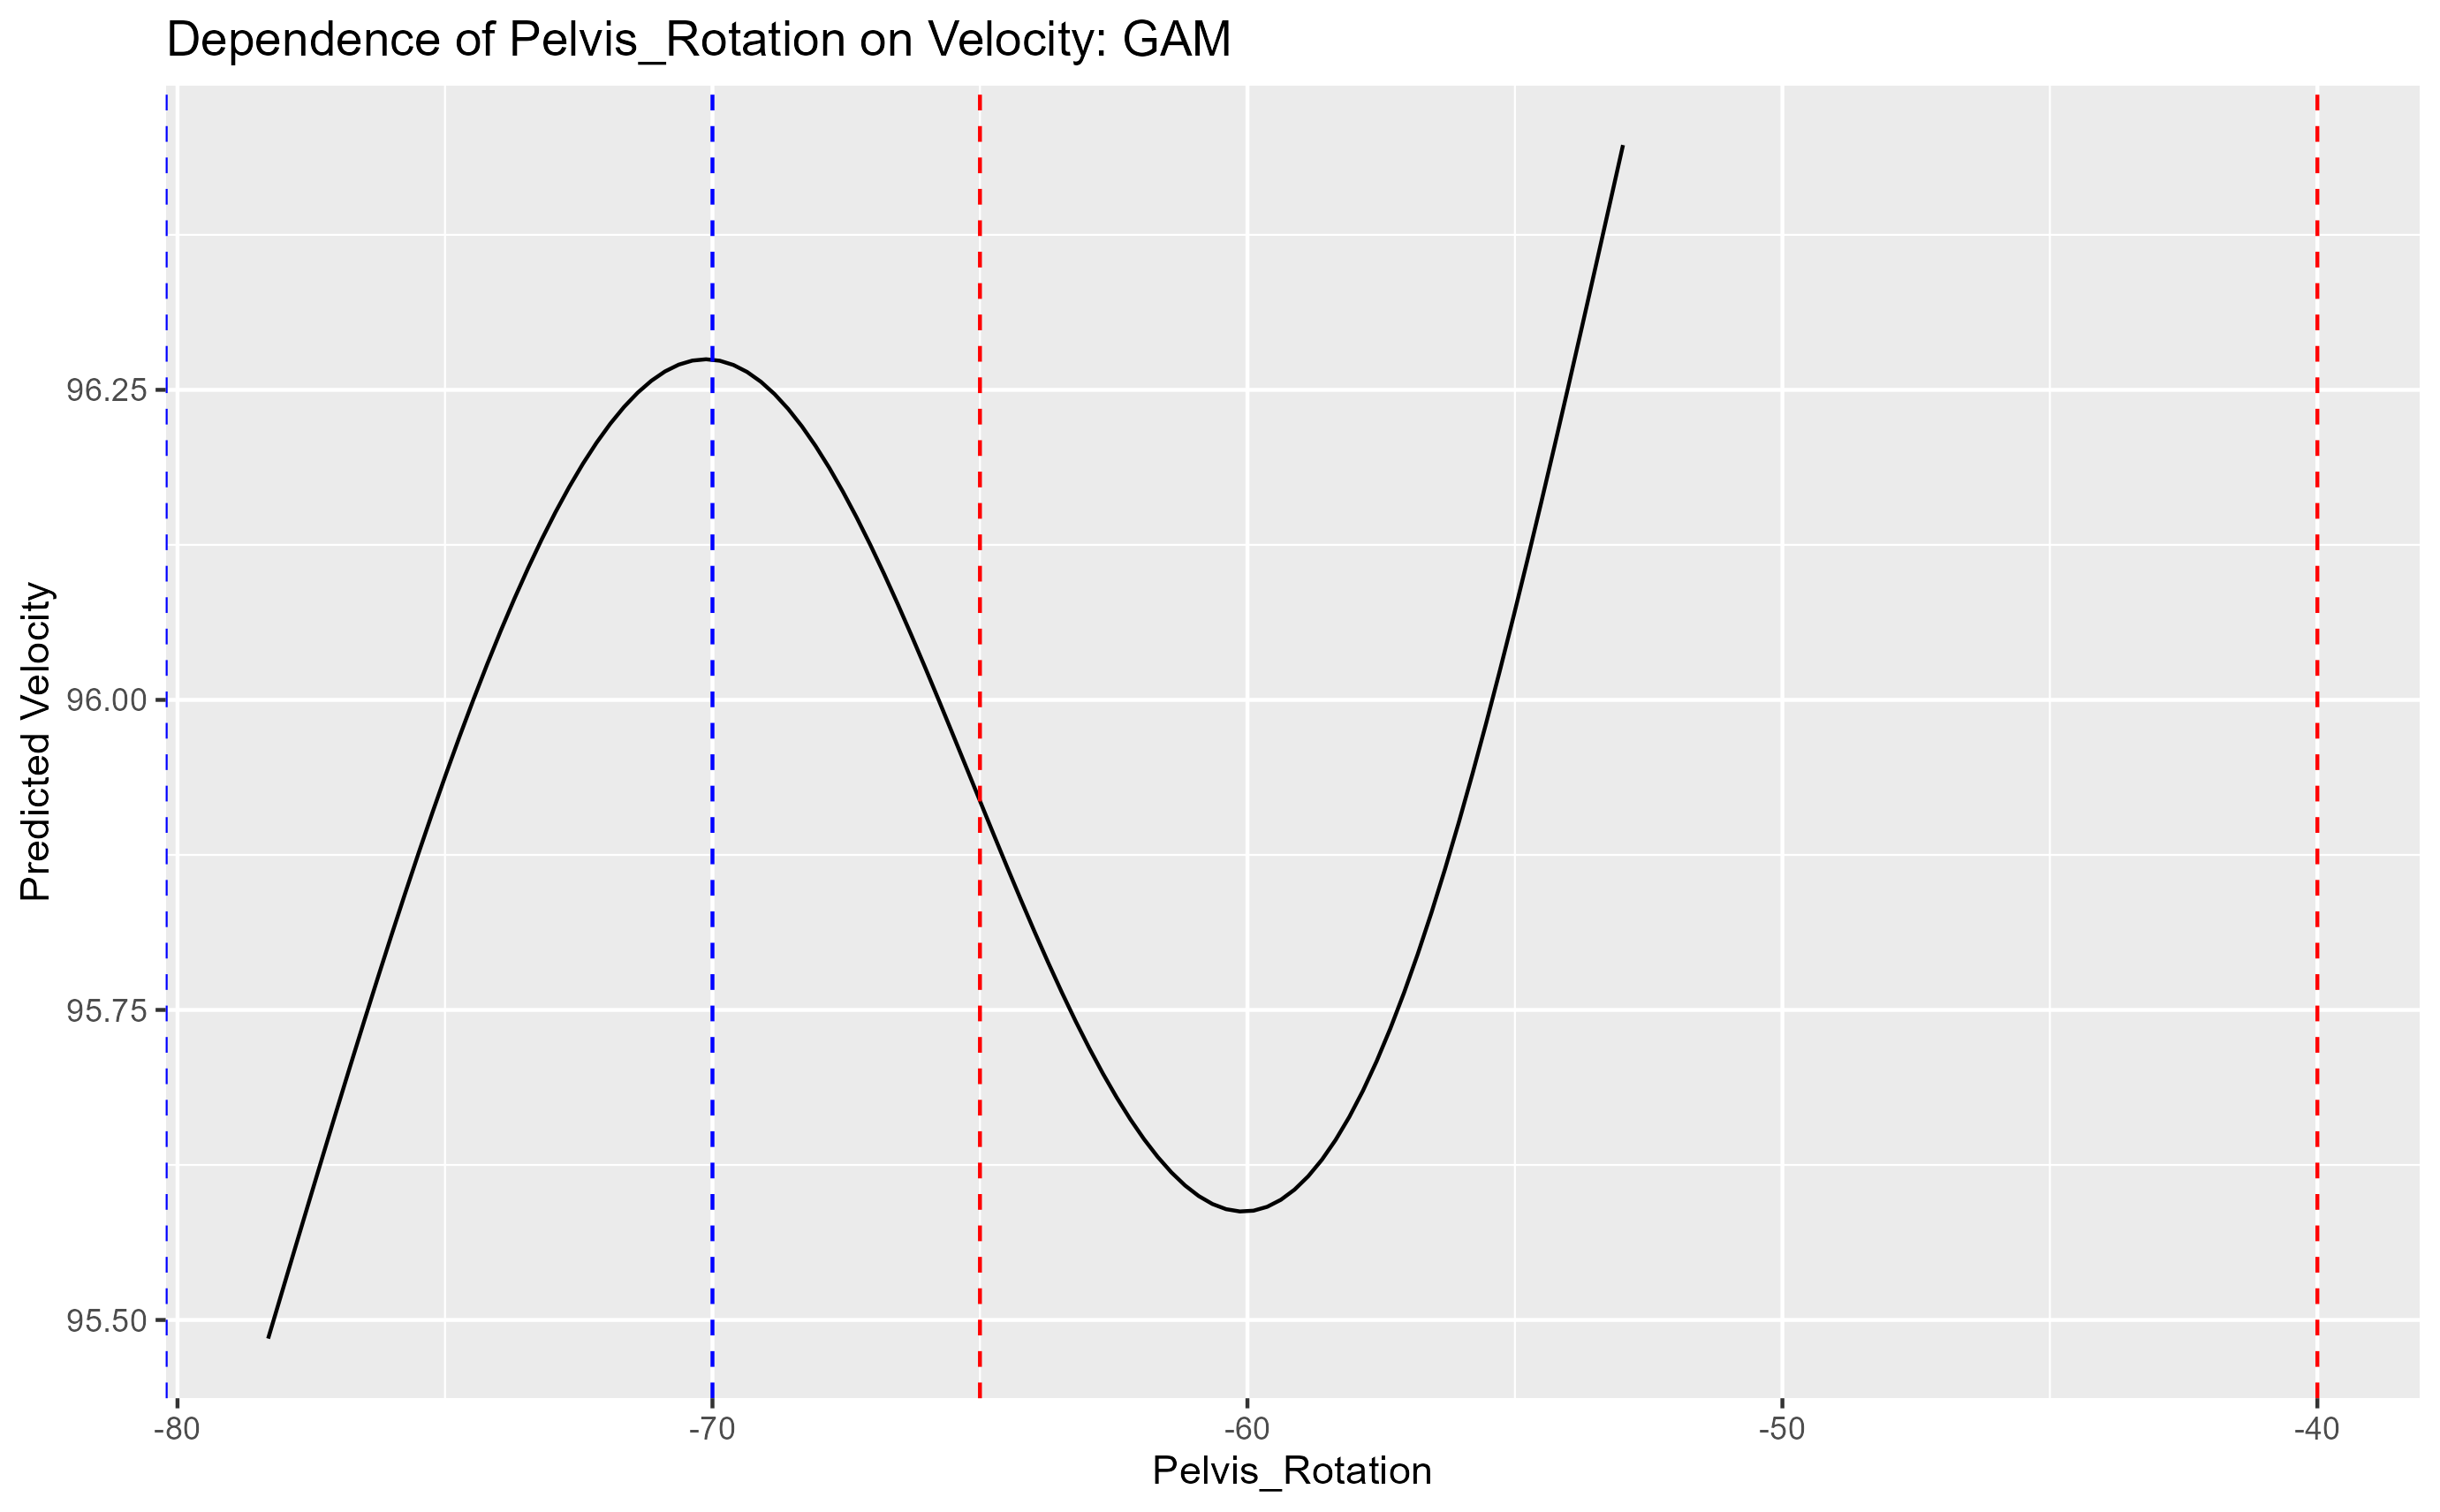 Dependence of Pelvis_Rotation on Velocity: GAM
Predicted Velocity
96.25
96.00
95.75
95.50
-80 -70 -60 -50 -40
Pelvis_Rotation